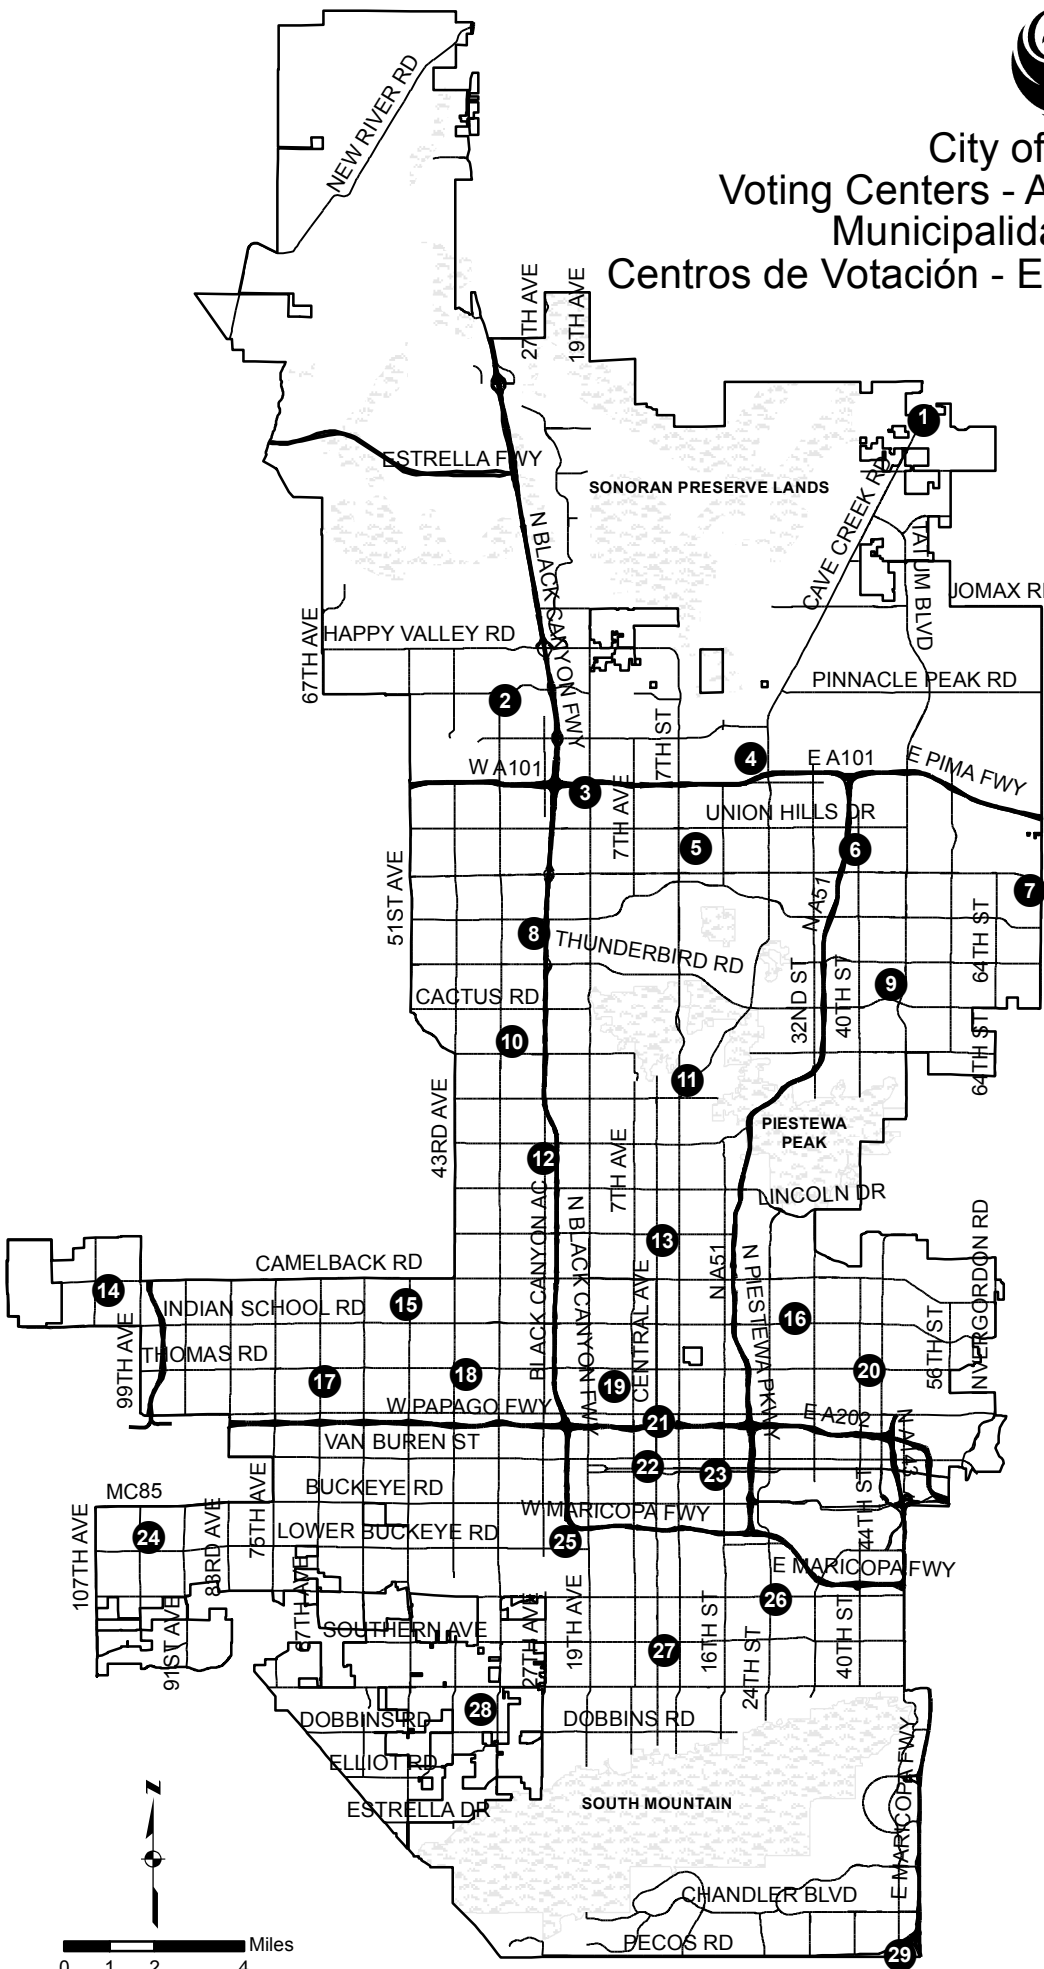 City of
Voting Centers - A
Municipalida
Centros de Votación - E
NEW RIVER RD
27TH AVE
19TH AVE
1
ESTRELLA FWY
SONORAN PRESERVE LANDS
CAVE CREEK RD
N BLACK CANYON FWY
TATUM BLVD
JOMAX RD
67TH AVE
HAPPY VALLEY RD
PINNACLE PEAK RD
2
7TH ST
4
W A101
E A101
E PIMA FWY
3
7TH AVE
UNION HILLS DR
5
6
51ST AVE
7
N A51
8
THUNDERBIRD RD
64TH ST
32ND ST
40TH ST
9
CACTUS RD
10
64TH ST
11
43RD AVE
PIESTEWA
PEAK
12
7TH AVE
LINCOLN DR
BLACK CANYON AC
N BLACK CANYON FWY
13
N A51
N PIESTEWA PKWY
NVERGORDON RD
CAMELBACK RD
14
INDIAN SCHOOL RD
15
CENTRAL AVE
16
56TH ST
99TH AVE
THOMAS RD
17
18
19
20
W PAPAGO FWY
21
E A202
N A143
VAN BUREN ST
22
23
75TH AVE
BUCKEYE RD
MC85
W MARICOPA FWY
44TH ST
107TH AVE
24
83RD AVE
LOWER BUCKEYE RD
25
E MARICOPA FWY
67TH AVE
26
91ST AVE
SOUTHERN AVE
27TH AVE
19TH AVE
27
16TH ST
24TH ST
40TH ST
28
DOBBINS RD
DOBBINS RD
ELLIOT RD
ESTRELLA DR
SOUTH MOUNTAIN
E MARICOPA FWY
Z
CHANDLER BLVD
PECOS RD
29
Miles
0 1 2 4